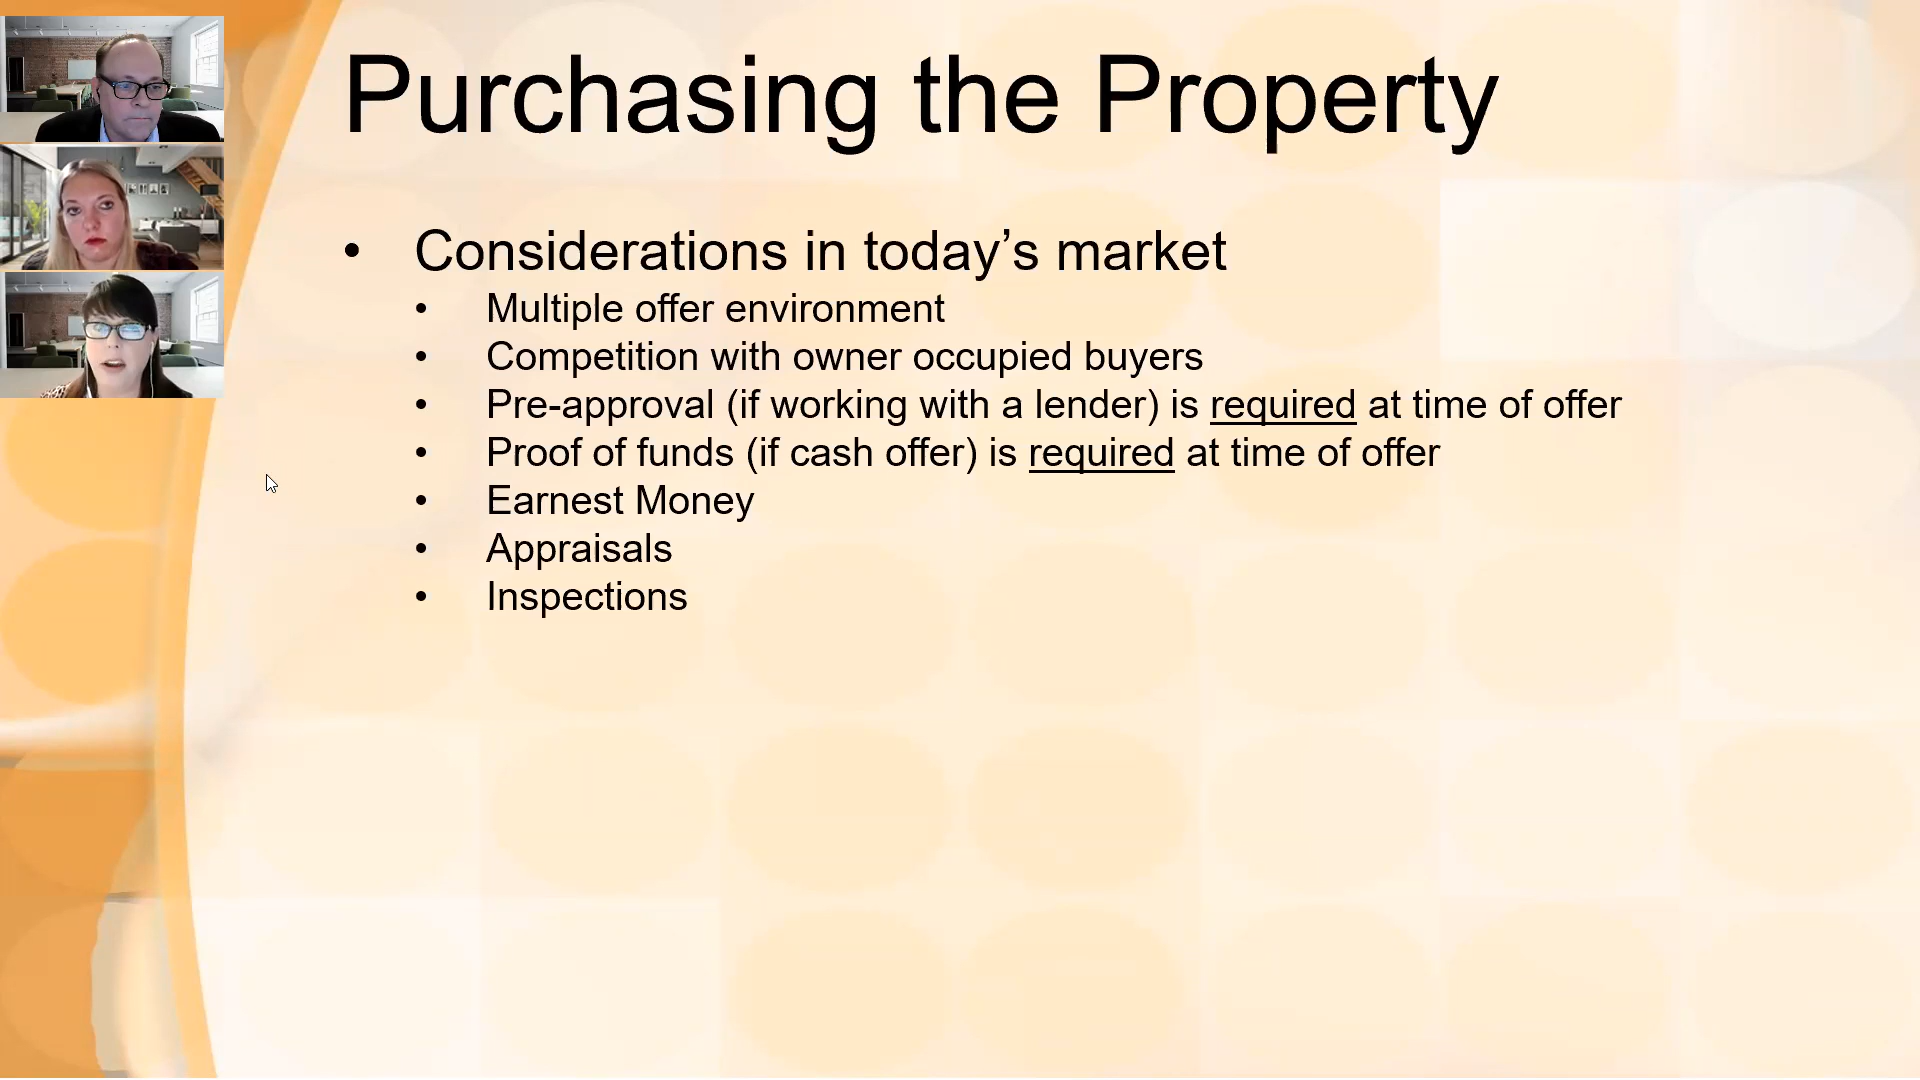 Purchasing the Property
• Considerations in today’s market
• Multiple offer environment
• Competition with owner occupied buyers
• Pre-approval (if working with a lender) is required at time of offer
• Proof of funds (if cash offer) is required at time of offer
• Earnest Money
• Appraisals
• Inspections